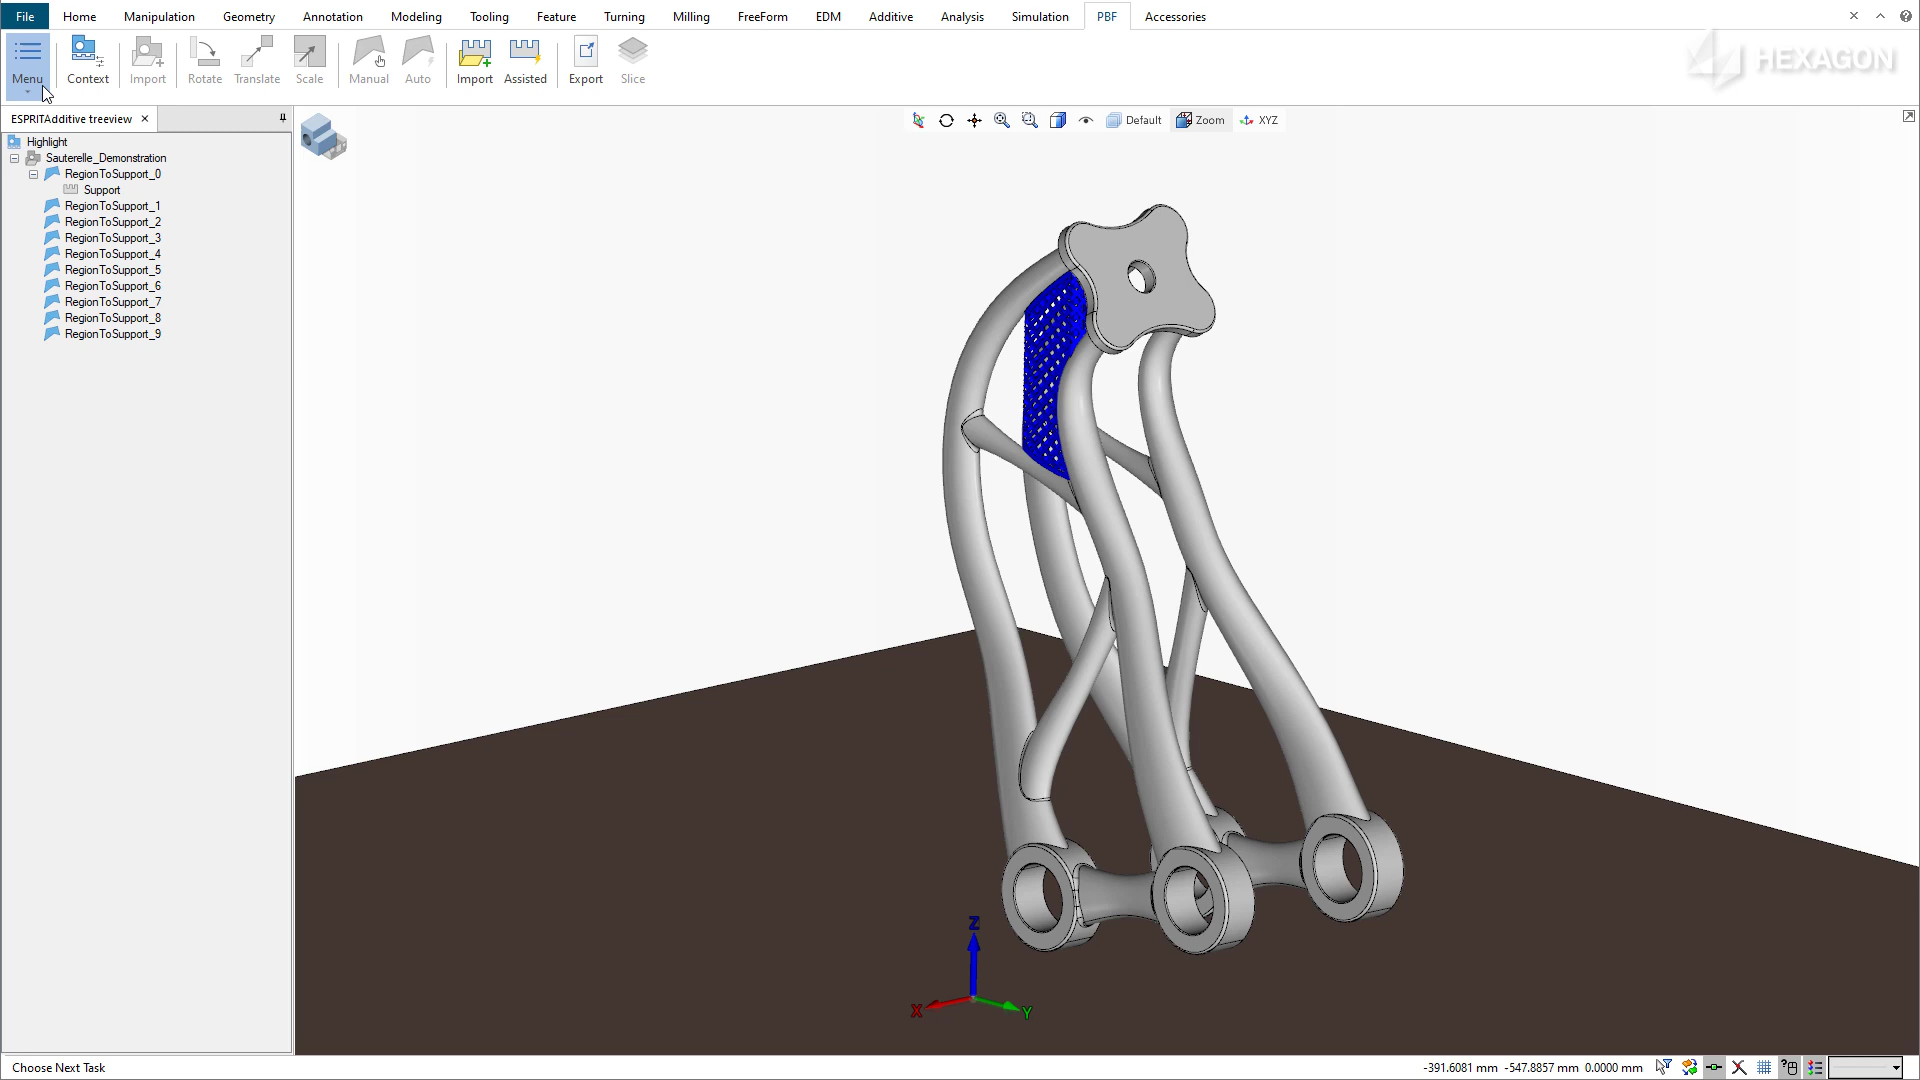 File Home Manipulation Geometry Annotation Modeling Tooling Feature Turning Milling FreeForm EDM Additive Analysis Simulation PBF Accessories
Menu Context Import Rotate Translate Scale Manual Auto Import Assisted Export Slice
HEXAGON
ESPRITAdditive treeview
Default Zoom XYZ
Highlight
Sauterelle_Demonstration
RegionToSupport_0
Support
RegionToSupport_1
RegionToSupport_2
RegionToSupport_3
RegionToSupport_4
RegionToSupport_5
RegionToSupport_6
RegionToSupport_7
RegionToSupport_8
RegionToSupport_9
Z
X
Y
Choose Next Task
-391.6081 mm -547.8857 mm 0.0000 mm